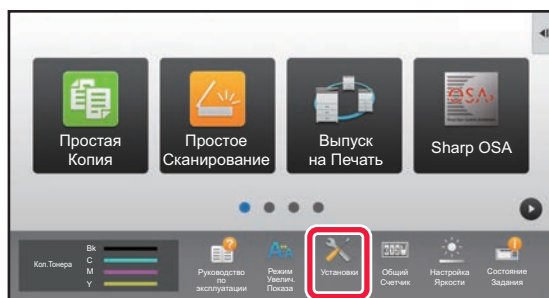 OSA
Простая
Копия
Простое
Сканирование
Выпуск
на Печать
Sharp OSA
Кол.Тонера
Bk
C
M
Y
Руководство
по
эксплуатации
Режим
Увелич.
Показа
Установки
Общий
Счетчик
Настройка
Яркости
Состояние
Задания